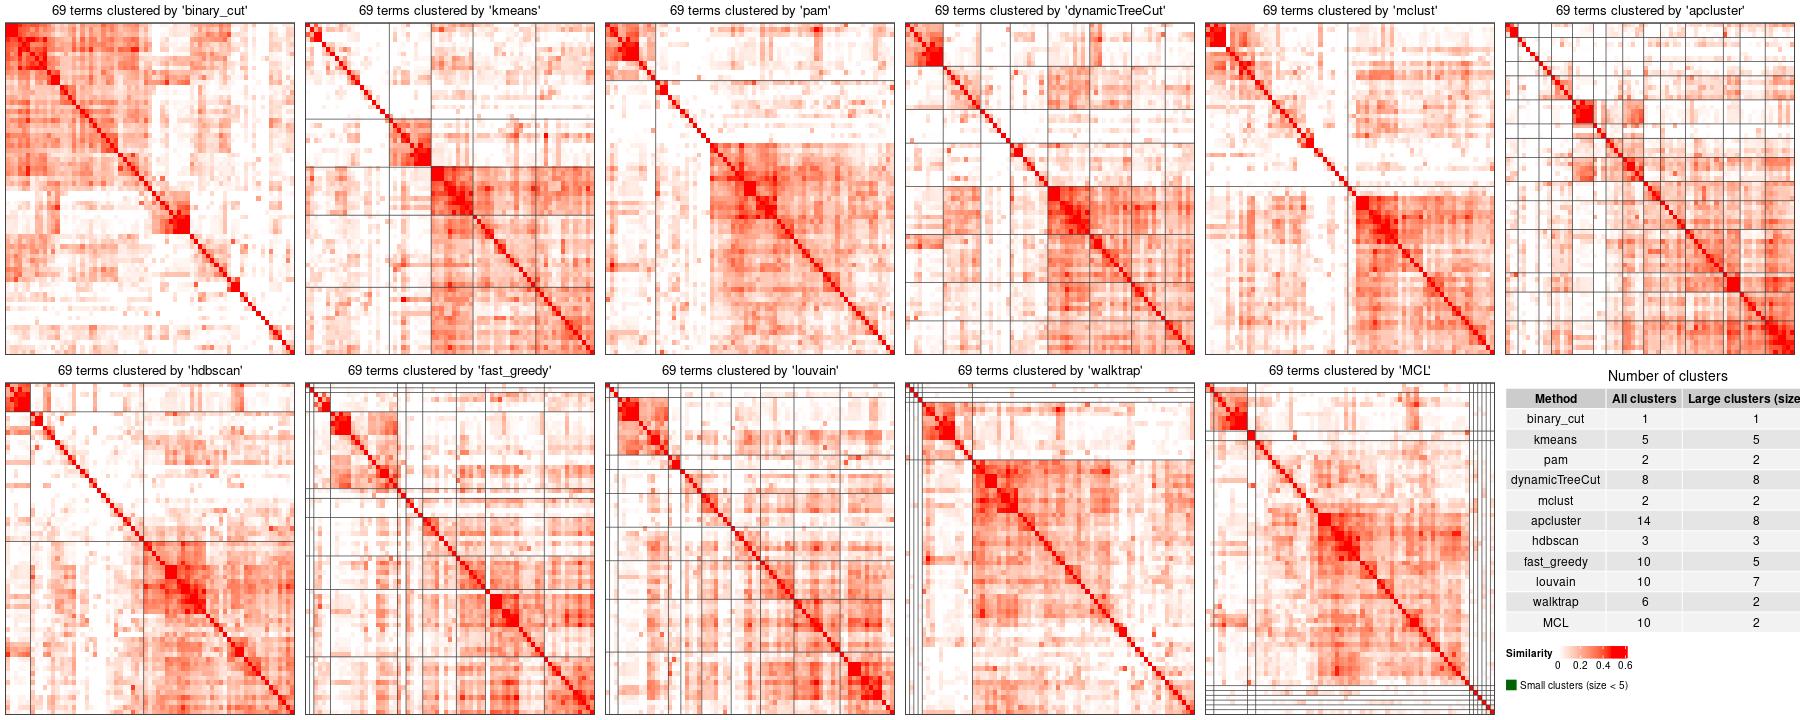 69 terms clustered by 'binary_cut'
69 terms clustered by 'kmeans'
69 terms clustered by 'pam'
69 terms clustered by 'dynamicTreeCut'
69 terms clustered by 'mclust'
69 terms clustered by 'apcluster'
69 terms clustered by 'hdbscan'
69 terms clustered by 'fast_greedy'
69 terms clustered by 'louvain'
69 terms clustered by 'walktrap'
69 terms clustered by 'MCL'
Number of clusters
Method All clusters Large clusters (size
binary_cut 1 1
kmeans 5 5
pam 2 2
dynamicTreeCut 8 8
mclust 2 2
apcluster 14 8
hdbscan 3 3
fast_greedy 10 5
louvain 10 7
walktrap 6 2
MCL 10 2
Similarity
0 0.2 0.4 0.6
Small clusters (size < 5)